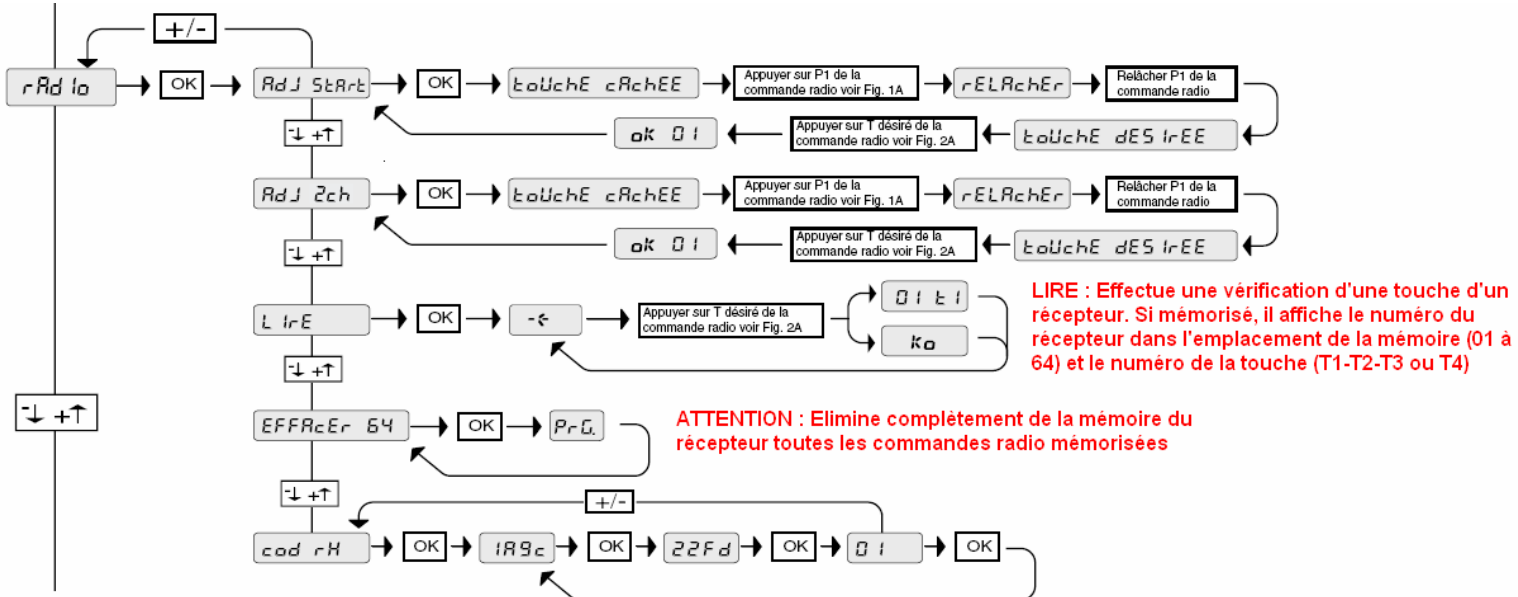 +/-
rAd Io OK AdJ StArt OK toUchE cAchEE Appuyer sur P1 de la commande radio voir Fig. 1A rELAchEr Relâcher P1 de la commande radio
ok 01 Appuyer sur T désiré de la commande radio voir Fig. 2A toUchE dESIrEE
-↓ +↑
AdJ 2ch OK toUchE cAchEE Appuyer sur P1 de la commande radio voir Fig. 1A rELAchEr Relâcher P1 de la commande radio
ok 01 Appuyer sur T désiré de la commande radio voir Fig. 2A toUchE dESIrEE
-↓ +↑
LIrE OK -← Appuyer sur T désiré de la commande radio voir Fig. 2A 01 t1
ko
LIRE : Effectue une vérification d'une touche d'un
récepteur. Si mémorisé, il affiche le numéro du
récepteur dans l'emplacement de la mémoire (01 à
64) et le numéro de la touche (T1-T2-T3 ou T4)
-↓ +↑
-↓ +↑
EFFAcEr 64 OK PrG.
ATTENTION : Elimine complètement de la mémoire du
récepteur toutes les commandes radio mémorisées
-↓ +↑
+/-
cod rH OK 1A9c OK 22Fd OK 01 OK